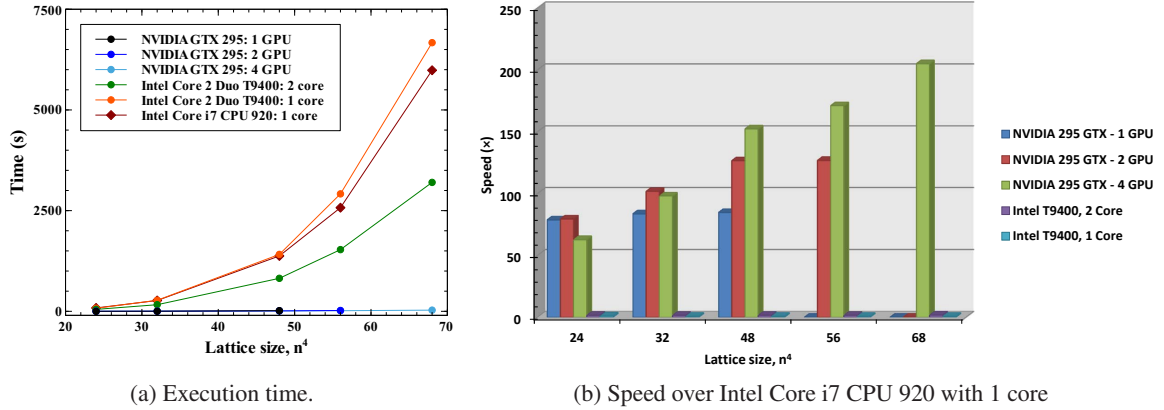 7500
5000
2500
0
Time (s)
20
30
40
50
60
70
Lattice size, n⁴
NVIDIA GTX 295: 1 GPU
NVIDIA GTX 295: 2 GPU
NVIDIA GTX 295: 4 GPU
Intel Core 2 Duo T9400: 2 core
Intel Core 2 Duo T9400: 1 core
Intel Core i7 CPU 920: 1 core
(a) Execution time.
250
200
150
100
50
0
Speed (×)
24
32
48
56
68
Lattice size, n⁴
NVIDIA 295 GTX - 1 GPU
NVIDIA 295 GTX - 2 GPU
NVIDIA 295 GTX - 4 GPU
Intel T9400, 2 Core
Intel T9400, 1 Core
(b) Speed over Intel Core i7 CPU 920 with 1 core